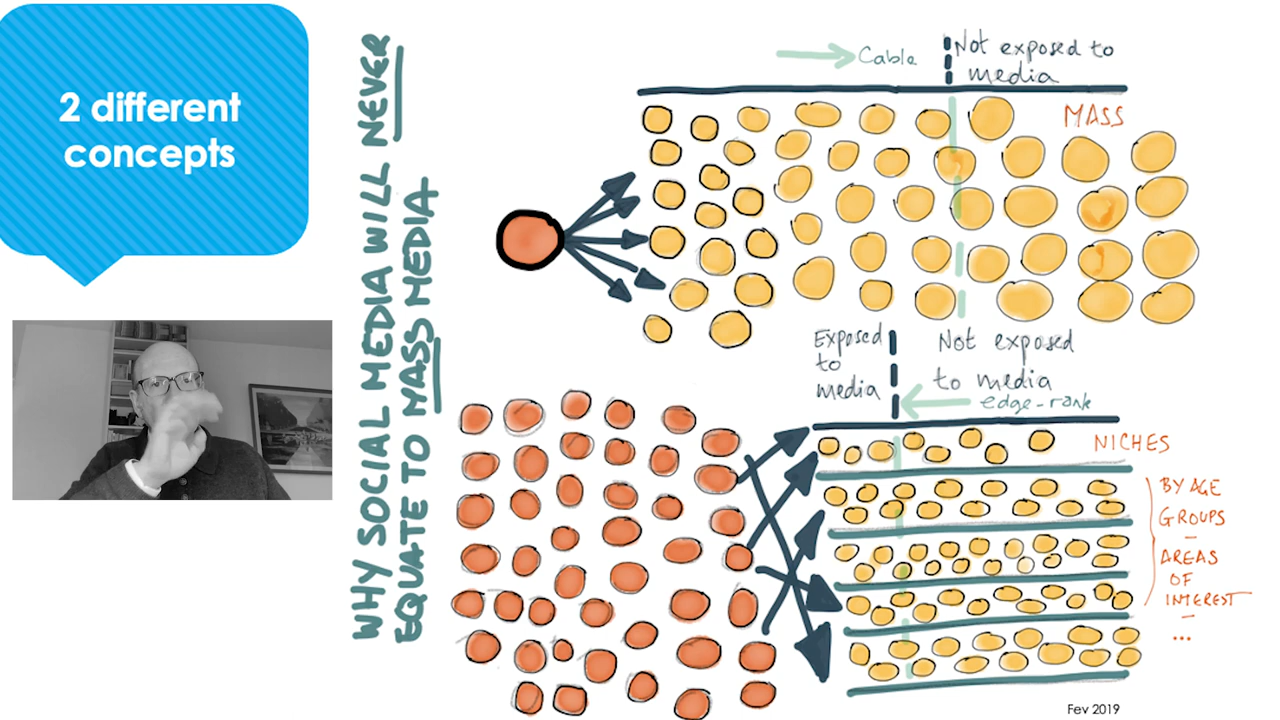 2 different
concepts
WHY SOCIAL MEDIA WILL NEVER
EQUATE TO MASS MEDIA
Cable
Not exposed to
media
MASS
Exposed
to
media
Not exposed
to media
edge-rank
NICHES
BY AGE
GROUPS
-
AREAS
OF
INTEREST
-
...
Fev 2019